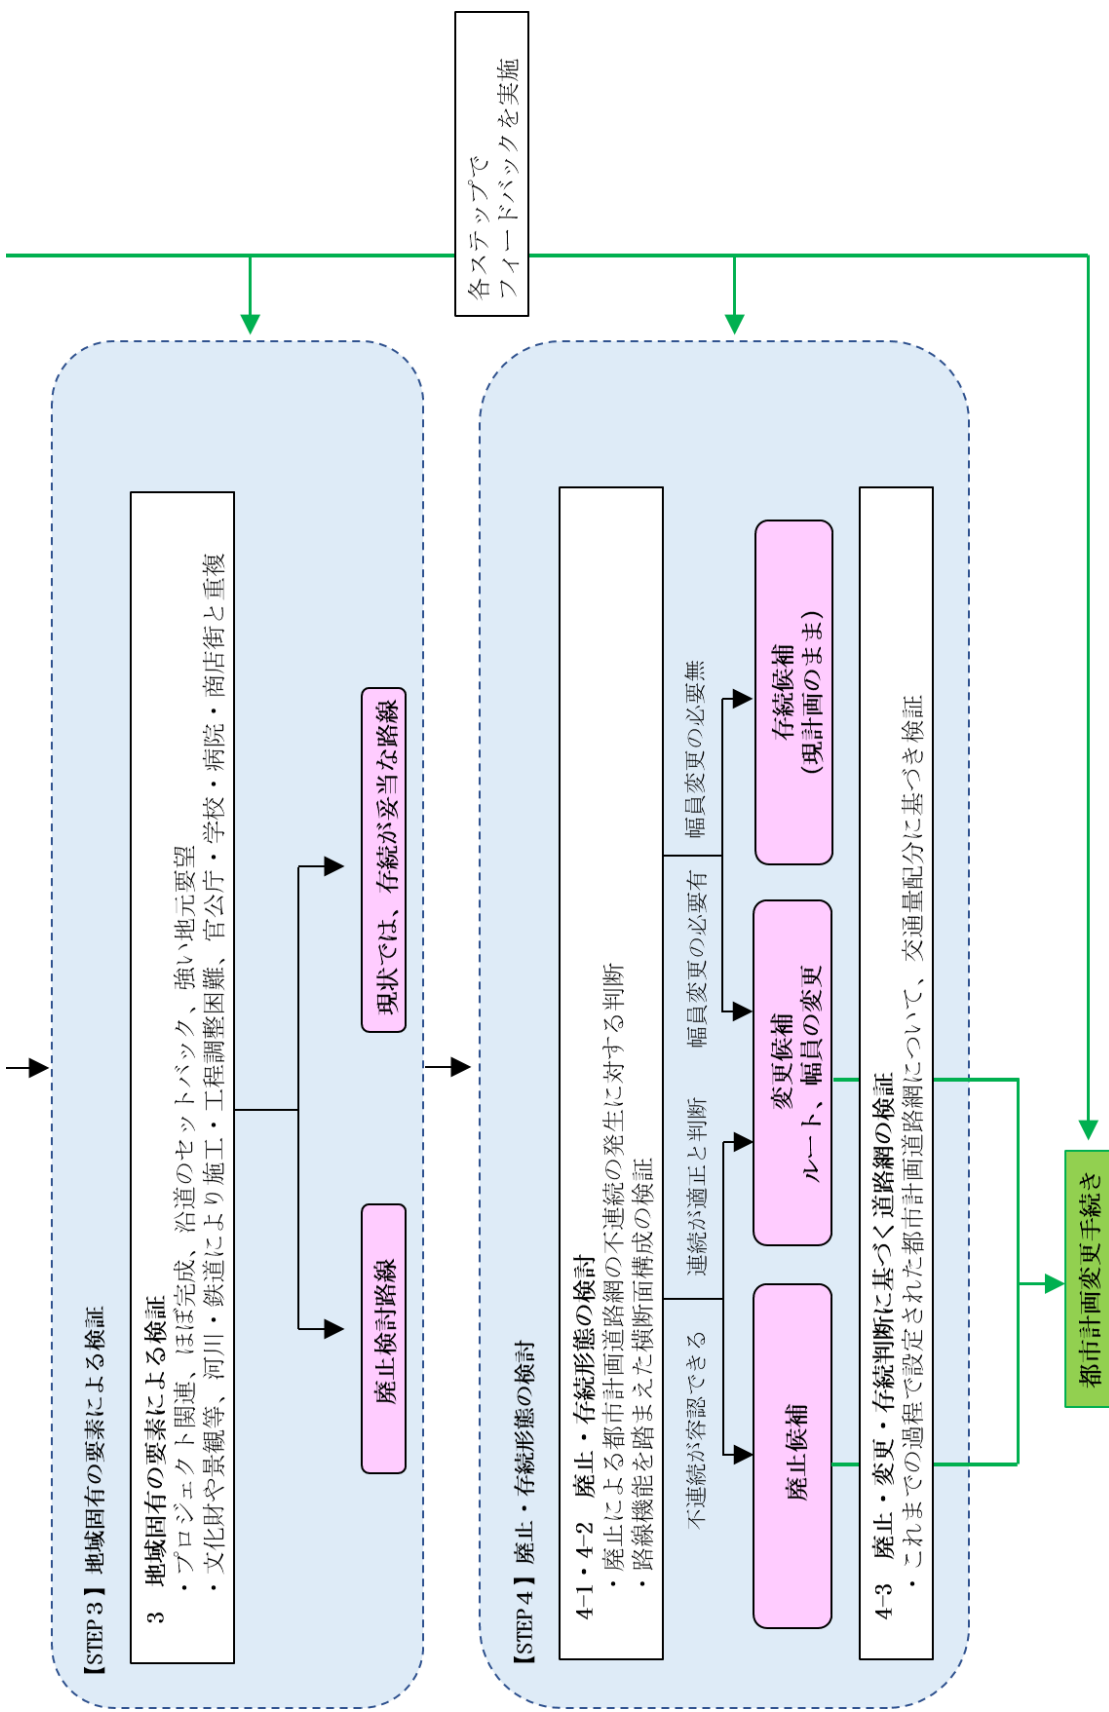 【STEP３】地域固有の要素による検証
3　地域固有の要素による検証
・プロジェクト関連、ほぼ完成、沿道のセットバック、強い地元要望
・文化財や景観等、河川・鉄道により施工・工程調整困難、官公庁・学校・病院・商店街と重複
廃止検討路線
現状では、存続が妥当な路線
各ステップで
フィードバックを実施
【STEP４】廃止・存続形態の検討
4-1・4-2　廃止・存続形態の検討
・廃止による都市計画道路網の不連続の発生に対する判断
・路線機能を踏まえた横断面構成の検証
不連続が容認できる
連続が適正と判断
幅員変更の必要有
幅員変更の必要無
廃止候補
変更候補
ルート、幅員の変更
存続候補
(現計画のまま)
4-3　廃止・変更・存続判断に基づく道路網の検証
・これまでの過程で設定された都市計画道路網について、交通量配分に基づき検証
都市計画変更手続き